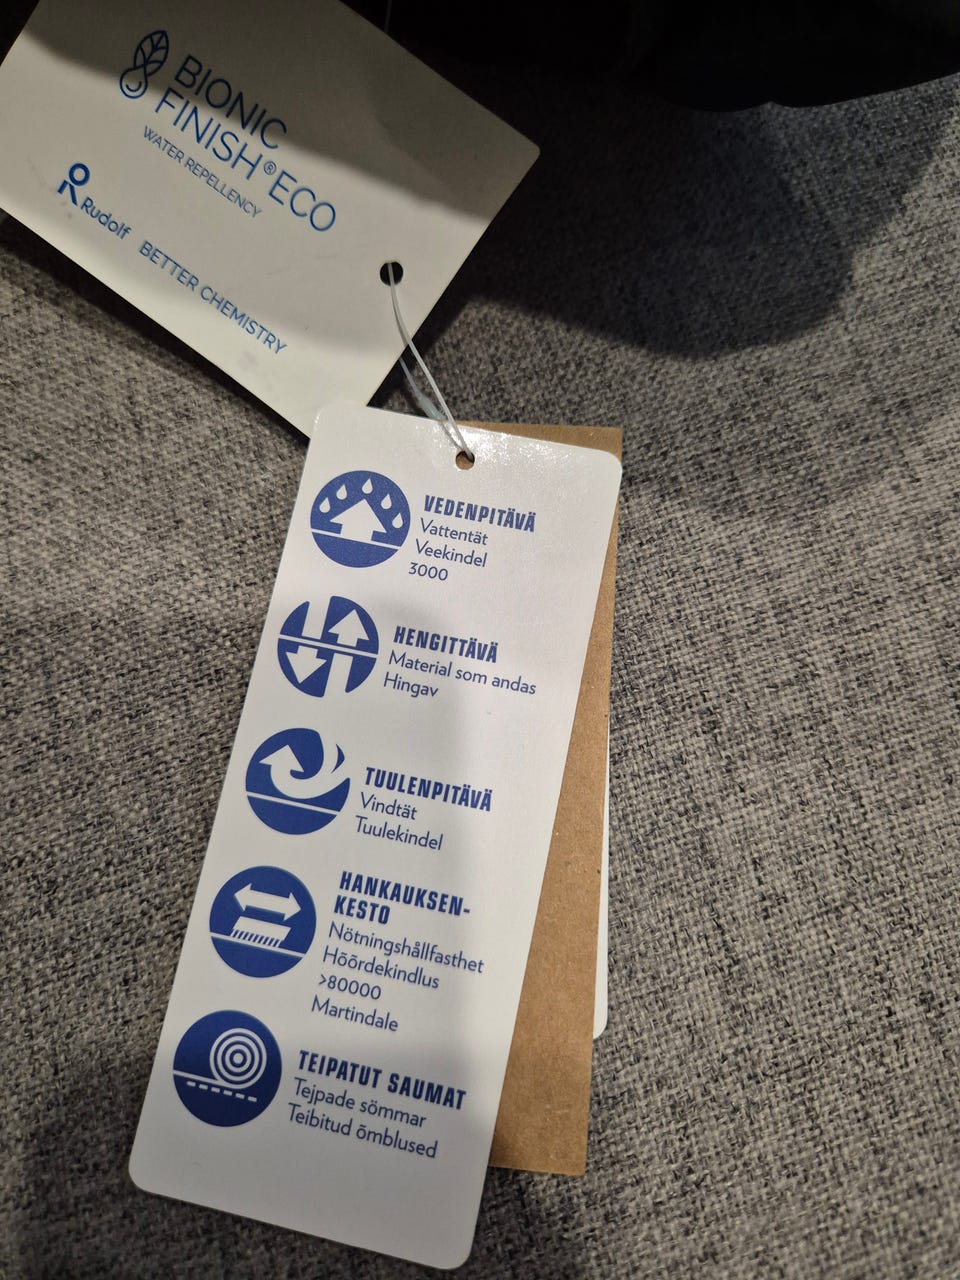 BIONIC
FINISH®ECO
WATER REPELLENCY
Rudolf BETTER CHEMISTRY
VEDENPITÄVÄ
Vattentät
Veekindel
3000
HENGITTÄVÄ
Material som andas
Hingav
TUULENPITÄVÄ
Vindtät
Tuulekindel
HANKAUKSEN-
KESTO
Nötningshållfasthet
Hõõrdekindlus
>80000
Martindale
TEIPATUT SAUMAT
Tejpade sömmar
Teibitud õmblused